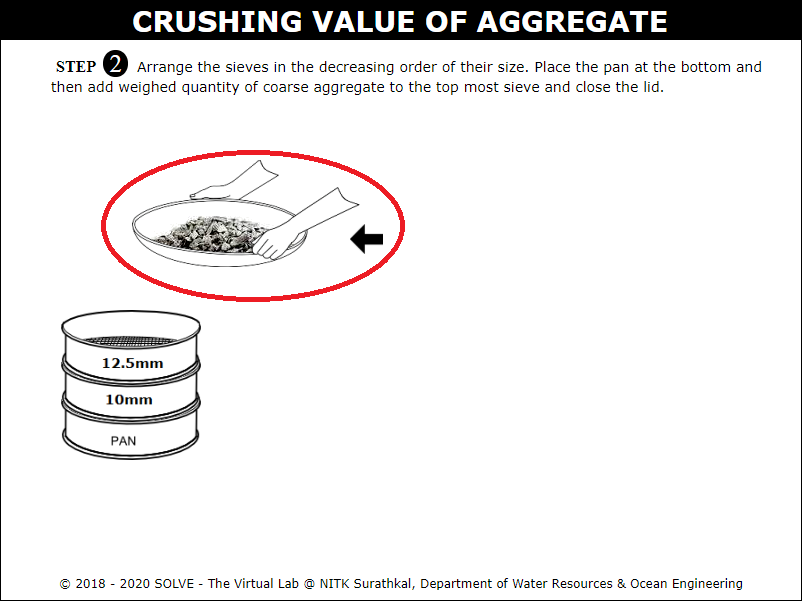 CRUSHING VALUE OF AGGREGATE
STEP 2 Arrange the sieves in the decreasing order of their size. Place the pan at the bottom and
then add weighed quantity of coarse aggregate to the top most sieve and close the lid.
12.5mm
10mm
PAN
© 2018 - 2020 SOLVE - The Virtual Lab @ NITK Surathkal, Department of Water Resources & Ocean Engineering